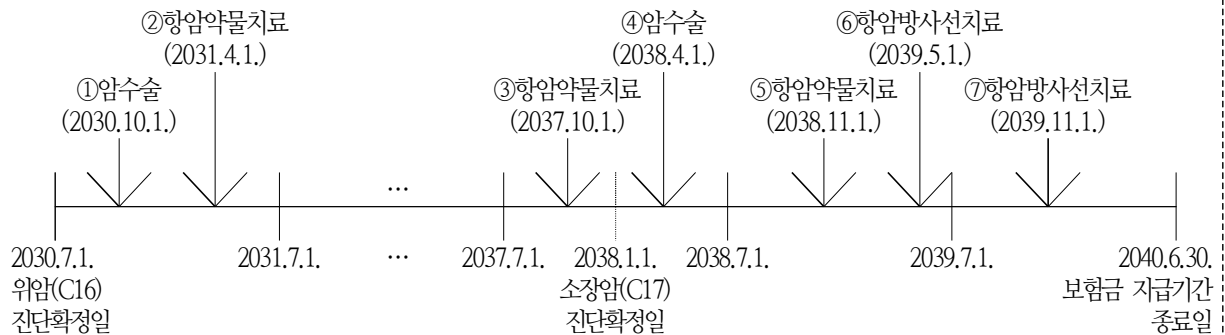 ②항암약물치료
(2031.4.1.)
④암수술
(2038.4.1.)
⑥항암방사선치료
(2039.5.1.)
①암수술
(2030.10.1.)
③항암약물치료
(2037.10.1.)
⑤항암약물치료
(2038.11.1.)
⑦항암방사선치료
(2039.11.1.)
…
2030.7.1.
위암(C16)
진단확정일
2031.7.1.
…
2037.7.1.
2038.1.1.
소장암(C17)
진단확정일
2038.7.1.
2039.7.1.
2040.6.30.
보험금 지급기간
종료일